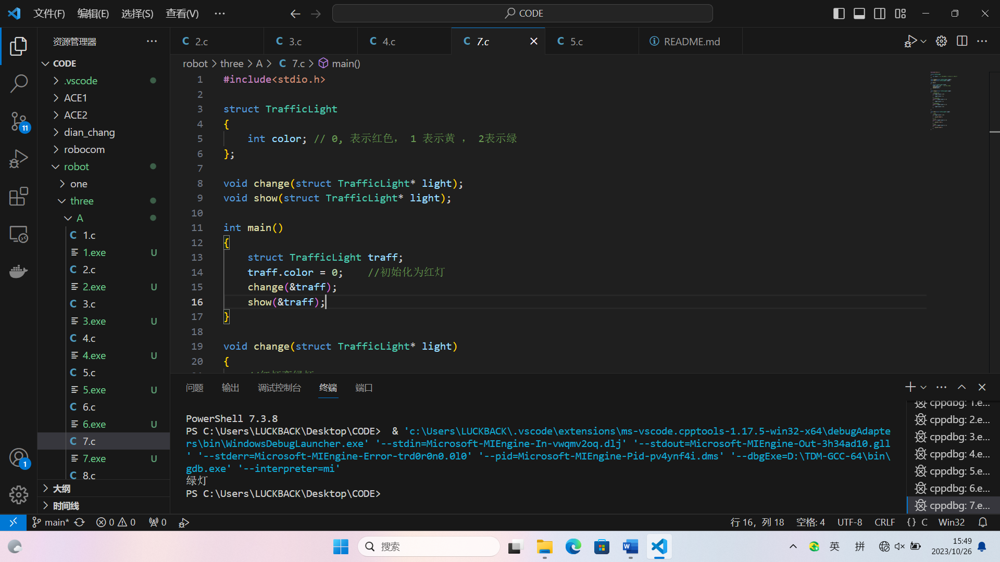 文件(F) 编辑(E) 选择(S) 查看(V) ··· CODE
资源管理器 ···
2.c 3.c 4.c 7.c 5.c README.md
robot > three > A > C 7.c > main()
CODE
.vscode
ACE1
ACE2
dian_chang
robocom
robot
one
three
A
C 1.c
1.exe U
C 2.c
2.exe U
C 3.c
3.exe U
C 4.c
4.exe U
C 5.c
5.exe U
C 6.c
6.exe U
C 7.c
7.exe U
C 8.c
大纲
时间线
11
1
1 #include<stdio.h>
2
3 struct TrafficLight
4 {
5 int color; // 0, 表示红色， 1 表示黄 ， 2表示绿
6 };
7
8 void change(struct TrafficLight* light);
9 void show(struct TrafficLight* light);
10
11 int main()
12 {
13 struct TrafficLight traff;
14 traff.color = 0; //初始化为红灯
15 change(&traff);
16 show(&traff);
17 }
18
19 void change(struct TrafficLight* light)
20 {
问题 输出 调试控制台 终端 端口
PowerShell 7.3.8
PS C:\Users\LUCKBACK\Desktop\CODE> & 'c:\Users\LUCKBACK\.vscode\extensions\ms-vscode.cpptools-1.17.5-win32-x64\debugAdapte
rs\bin\WindowsDebugLauncher.exe' '--stdin=Microsoft-MIEngine-In-vwqmv2oq.dlj' '--stdout=Microsoft-MIEngine-Out-3h34ad10.gll
' '--stderr=Microsoft-MIEngine-Error-trd0r0n0.0l0' '--pid=Microsoft-MIEngine-Pid-pv4ynf4i.dms' '--dbgExe=D:\TDM-GCC-64\bin\
gdb.exe' '--interpreter=mi'
绿灯
PS C:\Users\LUCKBACK\Desktop\CODE>
cppdbg: 1.e...
cppdbg: 2.e...
cppdbg: 3.e...
cppdbg: 4.e...
cppdbg: 5.e...
cppdbg: 6.e...
cppdbg: 7.e...
main* 0 0 0 行 16，列 18 空格: 4 UTF-8 CRLF {} C Win32
搜索 英 拼 15:49
2023/10/26